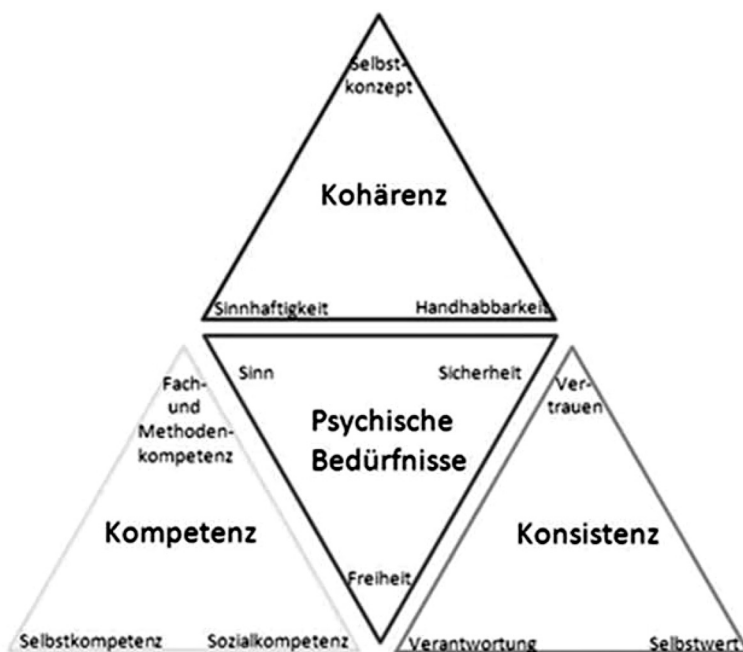 Selbst-
konzept
Kohärenz
Sinnhaftigkeit
Handhabbarkeit
Sinn
Sicherheit
Psychische
Bedürfnisse
Freiheit
Fach-
und
Methoden-
kompetenz
Kompetenz
Selbstkompetenz
Sozialkompetenz
Ver-
trauen
Konsistenz
Verantwortung
Selbstwert